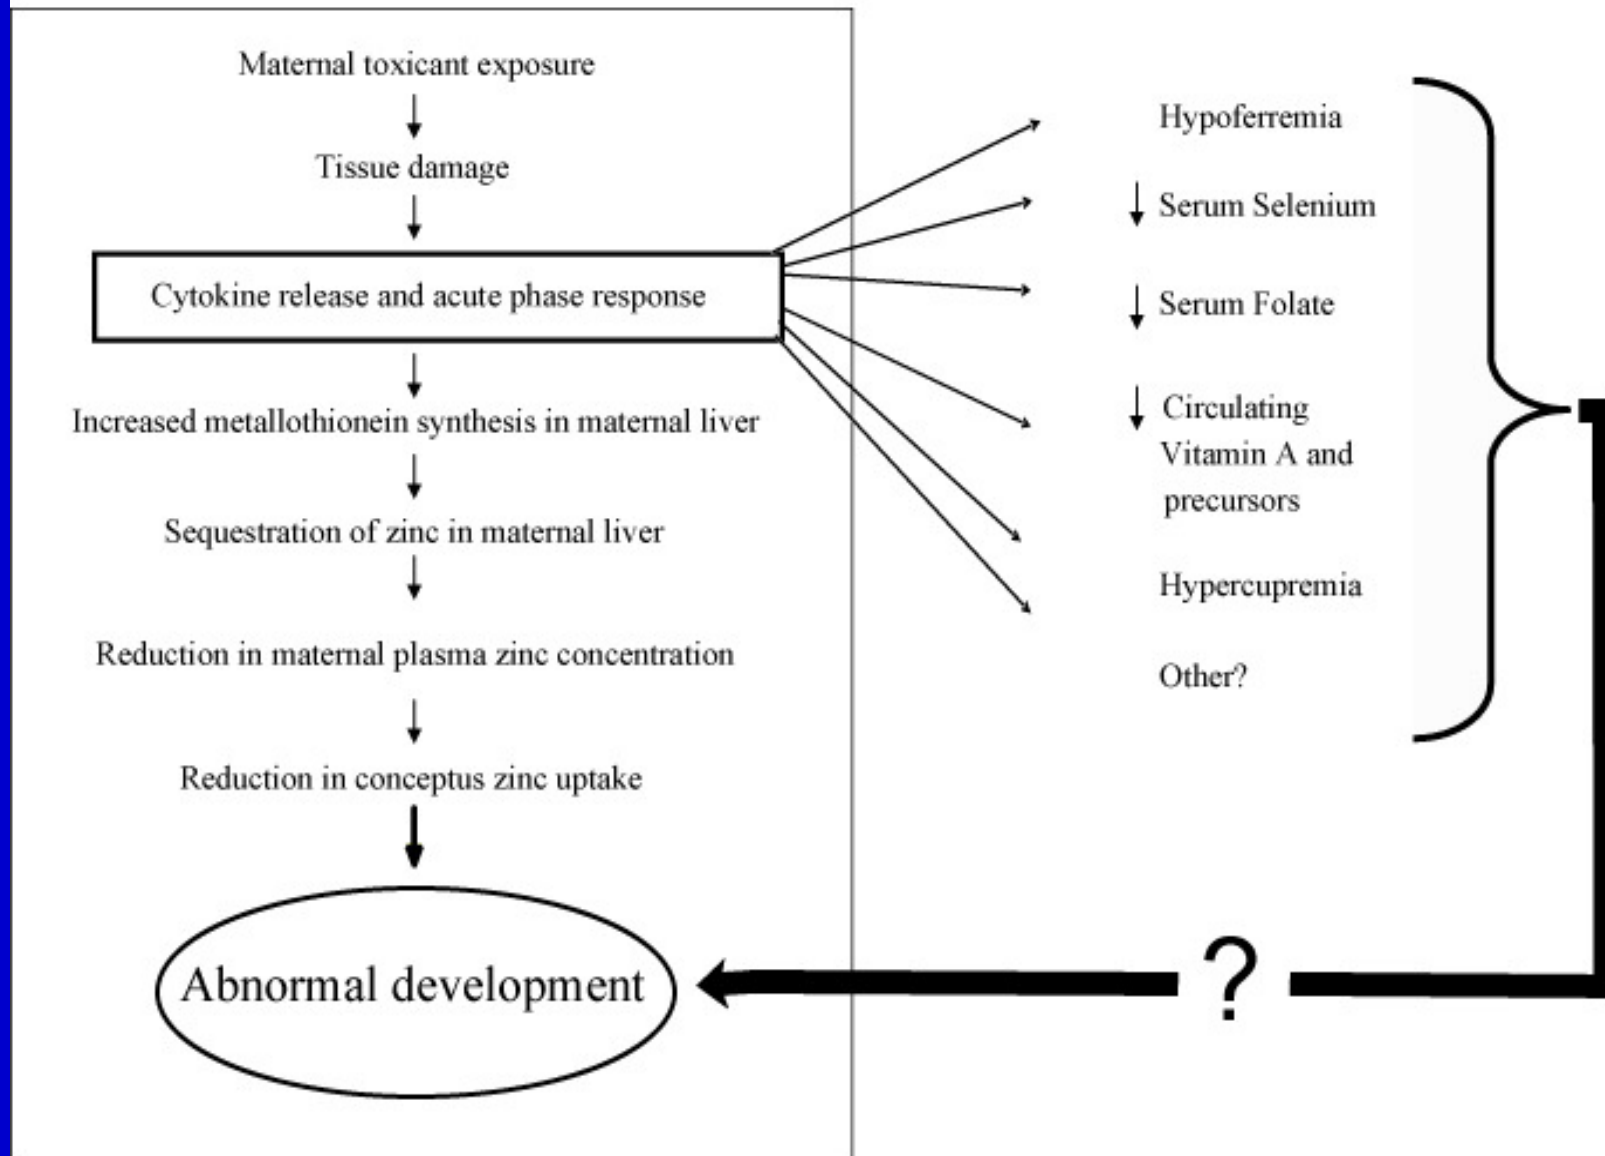 Maternal toxicant exposure
Tissue damage
Cytokine release and acute phase response
Increased metallothionein synthesis in maternal liver
Sequestration of zinc in maternal liver
Reduction in maternal plasma zinc concentration
Reduction in conceptus zinc uptake
Abnormal development
Hypoferremia
↓ Serum Selenium
↓ Serum Folate
↓ Circulating
Vitamin A and
precursors
Hypercupremia
Other?
?